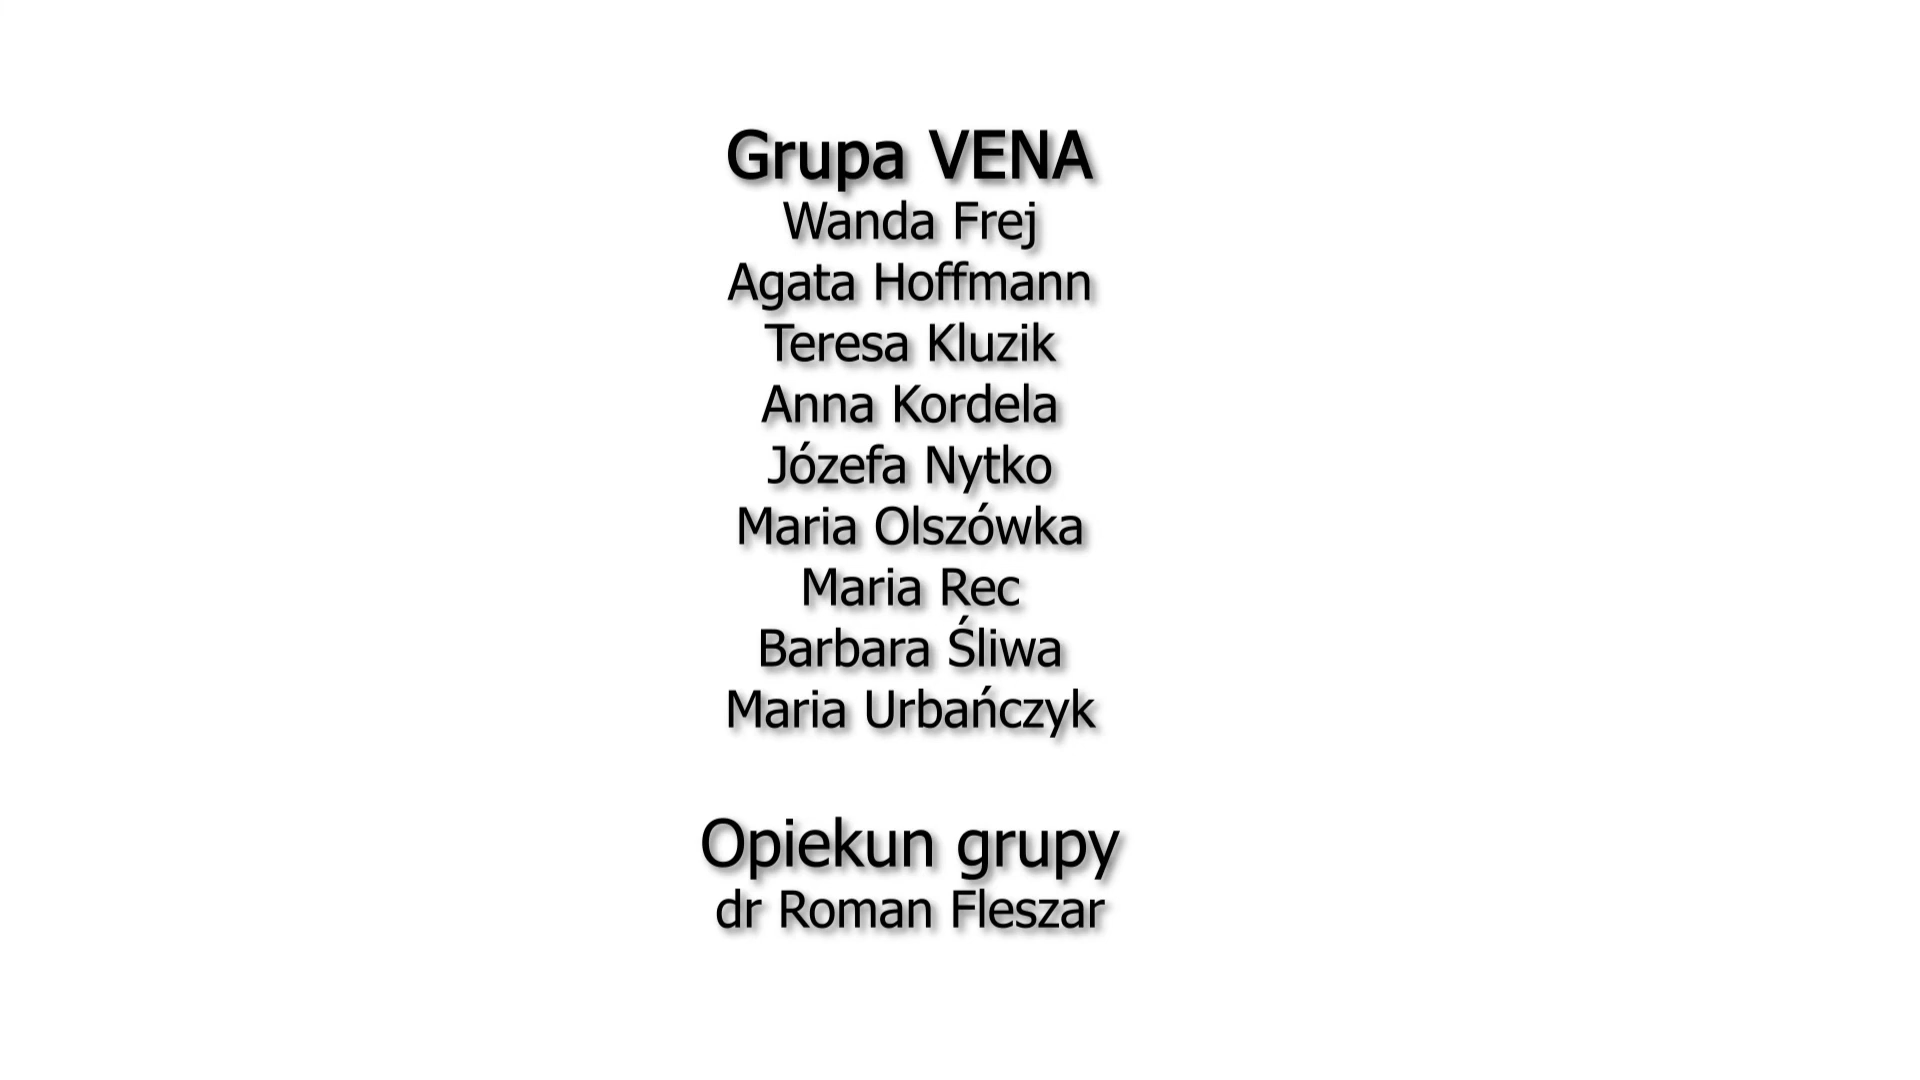 Grupa VENA
Wanda Frej
Agata Hoffmann
Teresa Kluzik
Anna Kordela
Józefa Nytko
Maria Olszówka
Maria Rec
Barbara Śliwa
Maria Urbańczyk
Opiekun grupy
dr Roman Fleszar